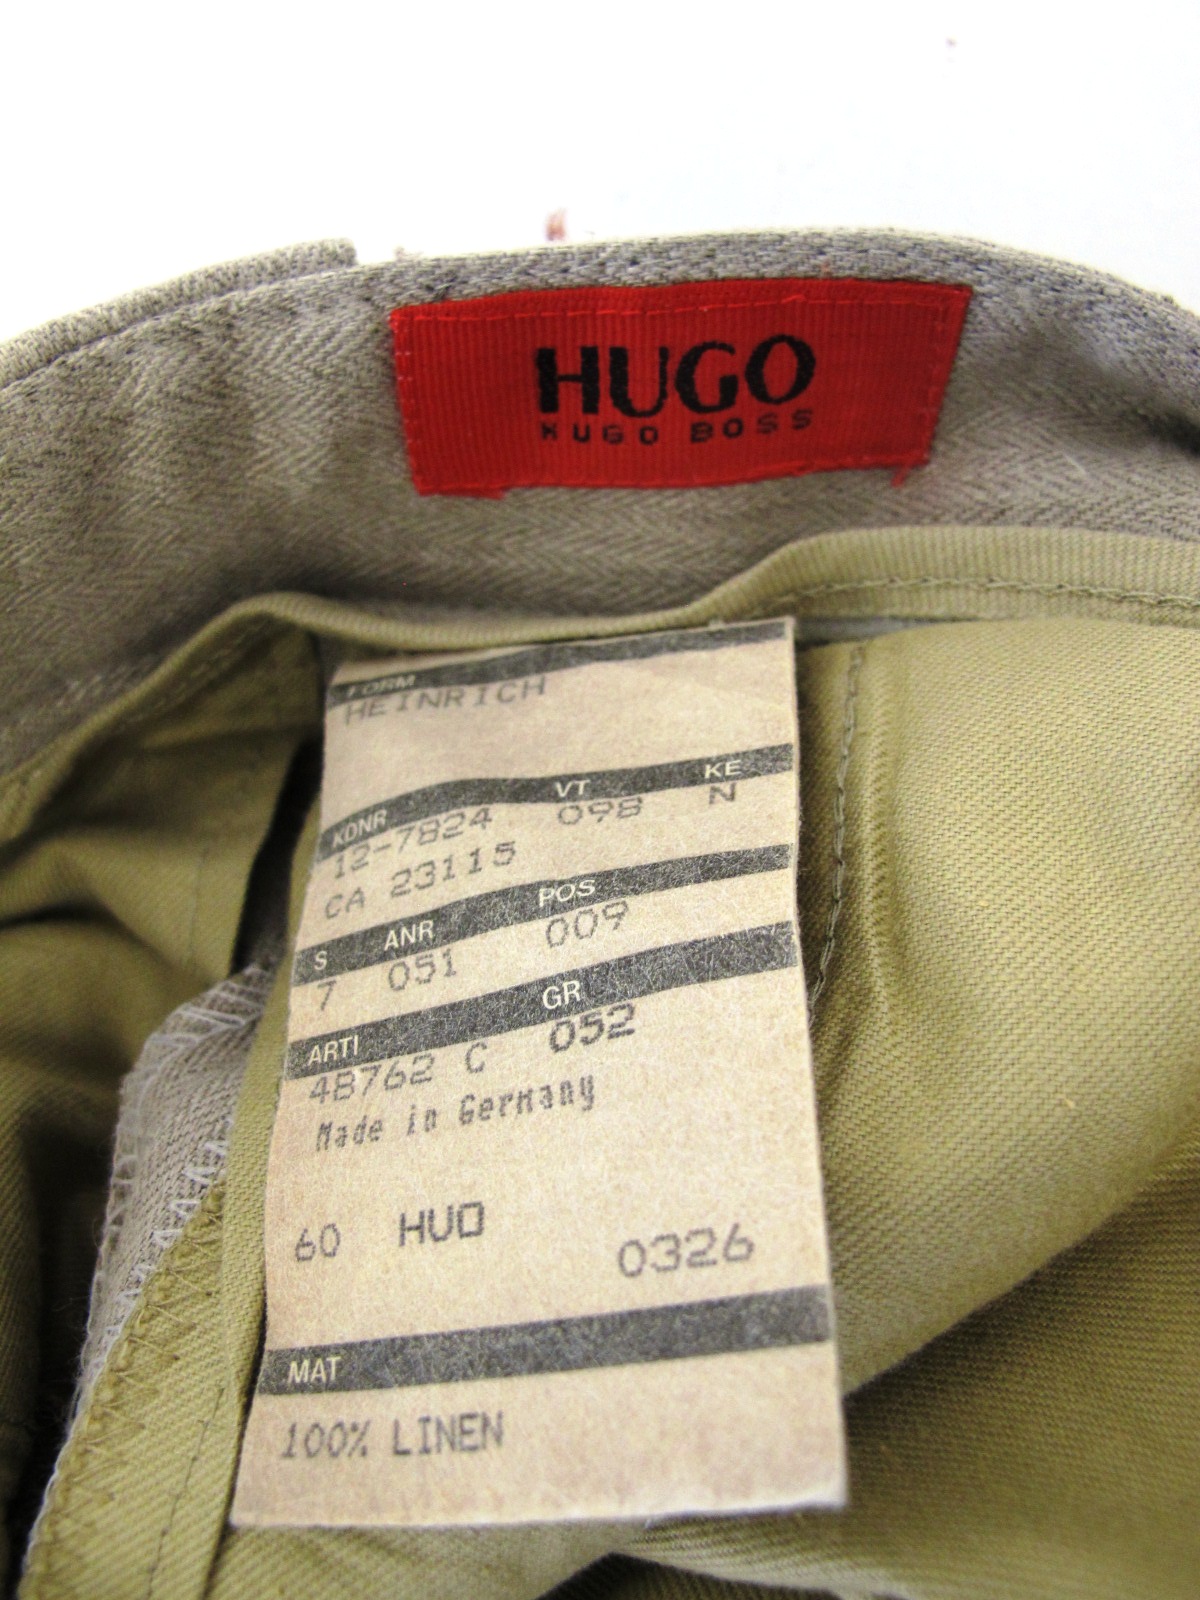 HUGO
HUGO BOSS
FORM
HEINRICH
KDNR VT KE
12-7824 098 N
CA 23115
S ANR POS
7 051 009
ARTI GR
48762 C 052
Made in Germany
60 HUO 0326
MAT
100% LINEN